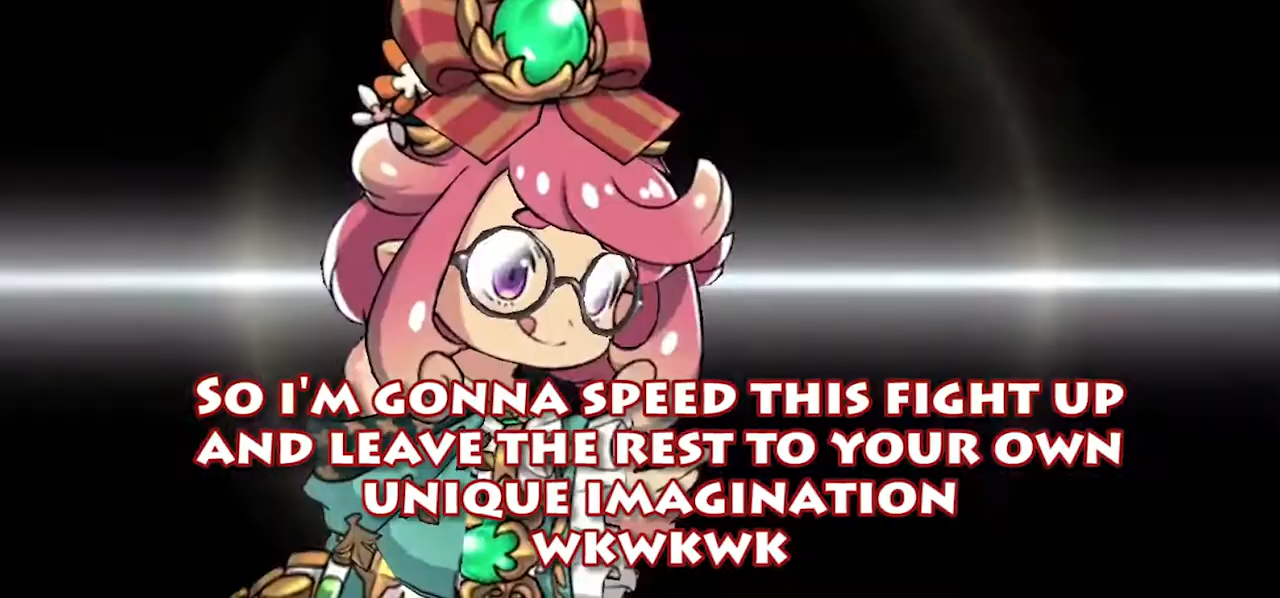 So I'm gonna speed this fight up
and leave the rest to your own
unique imagination
wkwkwk